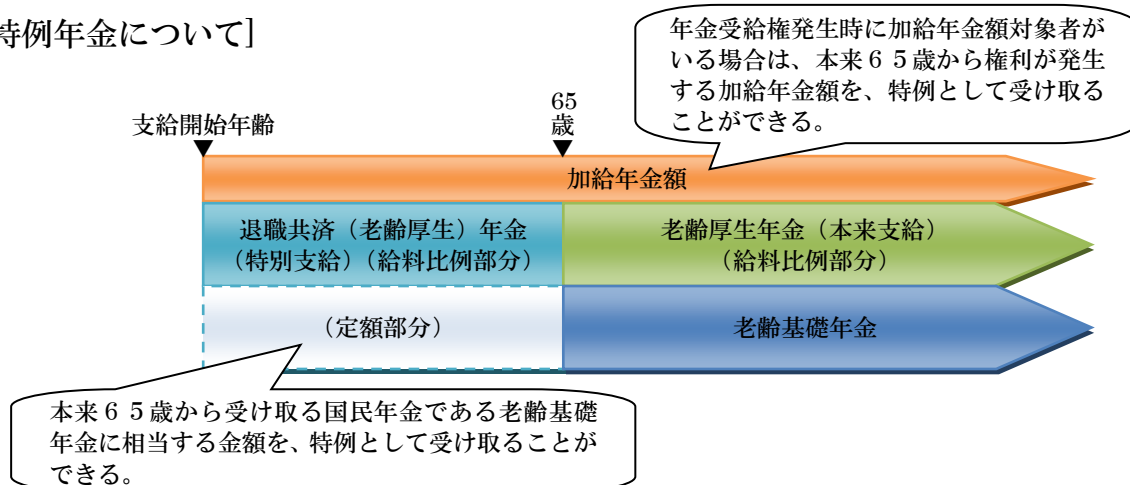 特例年金について]
年金受給権発生時に加給年金額対象者が
いる場合は、本来65歳から権利が発生
する加給年金額を、特例として受け取る
ことができる。
支給開始年齢
65
歳
加給年金額
退職共済（老齢厚生）年金
（特別支給）（給料比例部分）
老齢厚生年金（本来支給）
（給料比例部分）
（定額部分）
老齢基礎年金
本来65歳から受け取る国民年金である老齢基礎
年金に相当する金額を、特例として受け取ることが
できる。